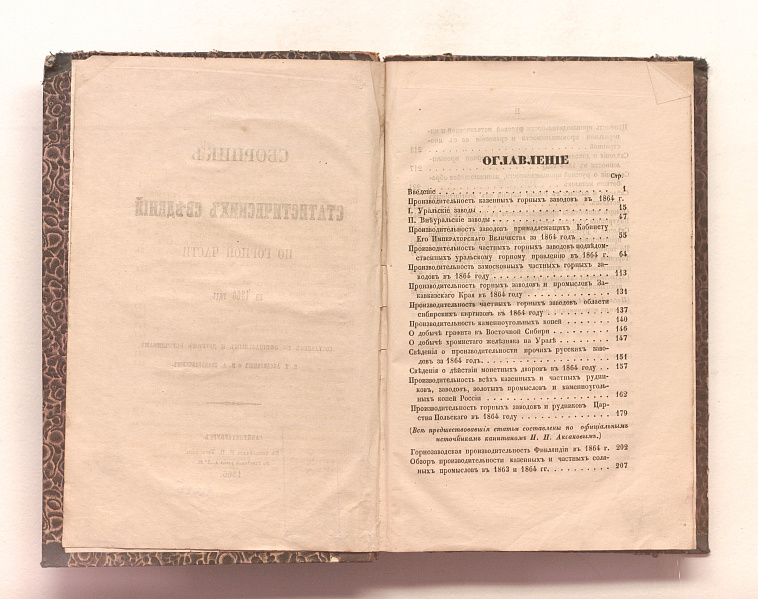 ОГЛАВЛЕНІЕ
Стр.
Введеніе . . . . . . . . . . . . . . . . . . . . 1
Производительность казенныхъ горныхъ заводовъ въ 1864 г.
I. Уральскіе заводы . . . . . . . . . . . . . . . 15
II. Внѣуральскіе заводы . . . . . . . . . . . . . 47
Производительность заводовъ принадлежащихъ Кабинету
Его Императорскаго Величества за 1864 годъ . . . . . 55
Производительность частныхъ горныхъ заводовъ подвѣдом-
ственныхъ уральскому горному правленію въ 1864 г. 64
Производительность замосковныхъ частныхъ горныхъ за-
водовъ въ 1864 году . . . . . . . . . . . . . . 113
Производительность горныхъ заводовъ и промысловъ За-
кавказскаго Края въ 1864 году . . . . . . . . . . 131
Производительность частныхъ горныхъ заводовъ области
сибирскихъ киргизовъ въ 1864 году . . . . . . . . 137
Производительность каменноугольныхъ копей . . . . . 140
О добычѣ графита въ Восточной Сибири . . . . . . . 146
О добычѣ хромистаго желѣзняка на Уралѣ . . . . . . 147
Свѣденія о производительности прочихъ русскихъ заво-
довъ за 1864 годъ . . . . . . . . . . . . . . . 151
Свѣденія о дѣйствіи монетныхъ дворовъ въ 1864 году . 157
Производительность всѣхъ казенныхъ и частныхъ рудни-
ковъ, заводовъ, золотыхъ промысловъ и каменноуголь-
ныхъ копей Россіи . . . . . . . . . . . . . . . 162
Производительность горныхъ заводовъ и рудниковъ Цар-
ства Польскаго въ 1864 году . . . . . . . . . . . 179
(Всѣ предшествовавшія статьи составлены по офиціальнымъ
источникамъ капитаномъ Н. П. Аксаковымъ.)
Горнозаводская производительность Финляндіи въ 1864 г. 202
Обзоръ производительности казенныхъ и частныхъ соля-
ныхъ промысловъ въ 1863 и 1864 гг. . . . . . . . . 207